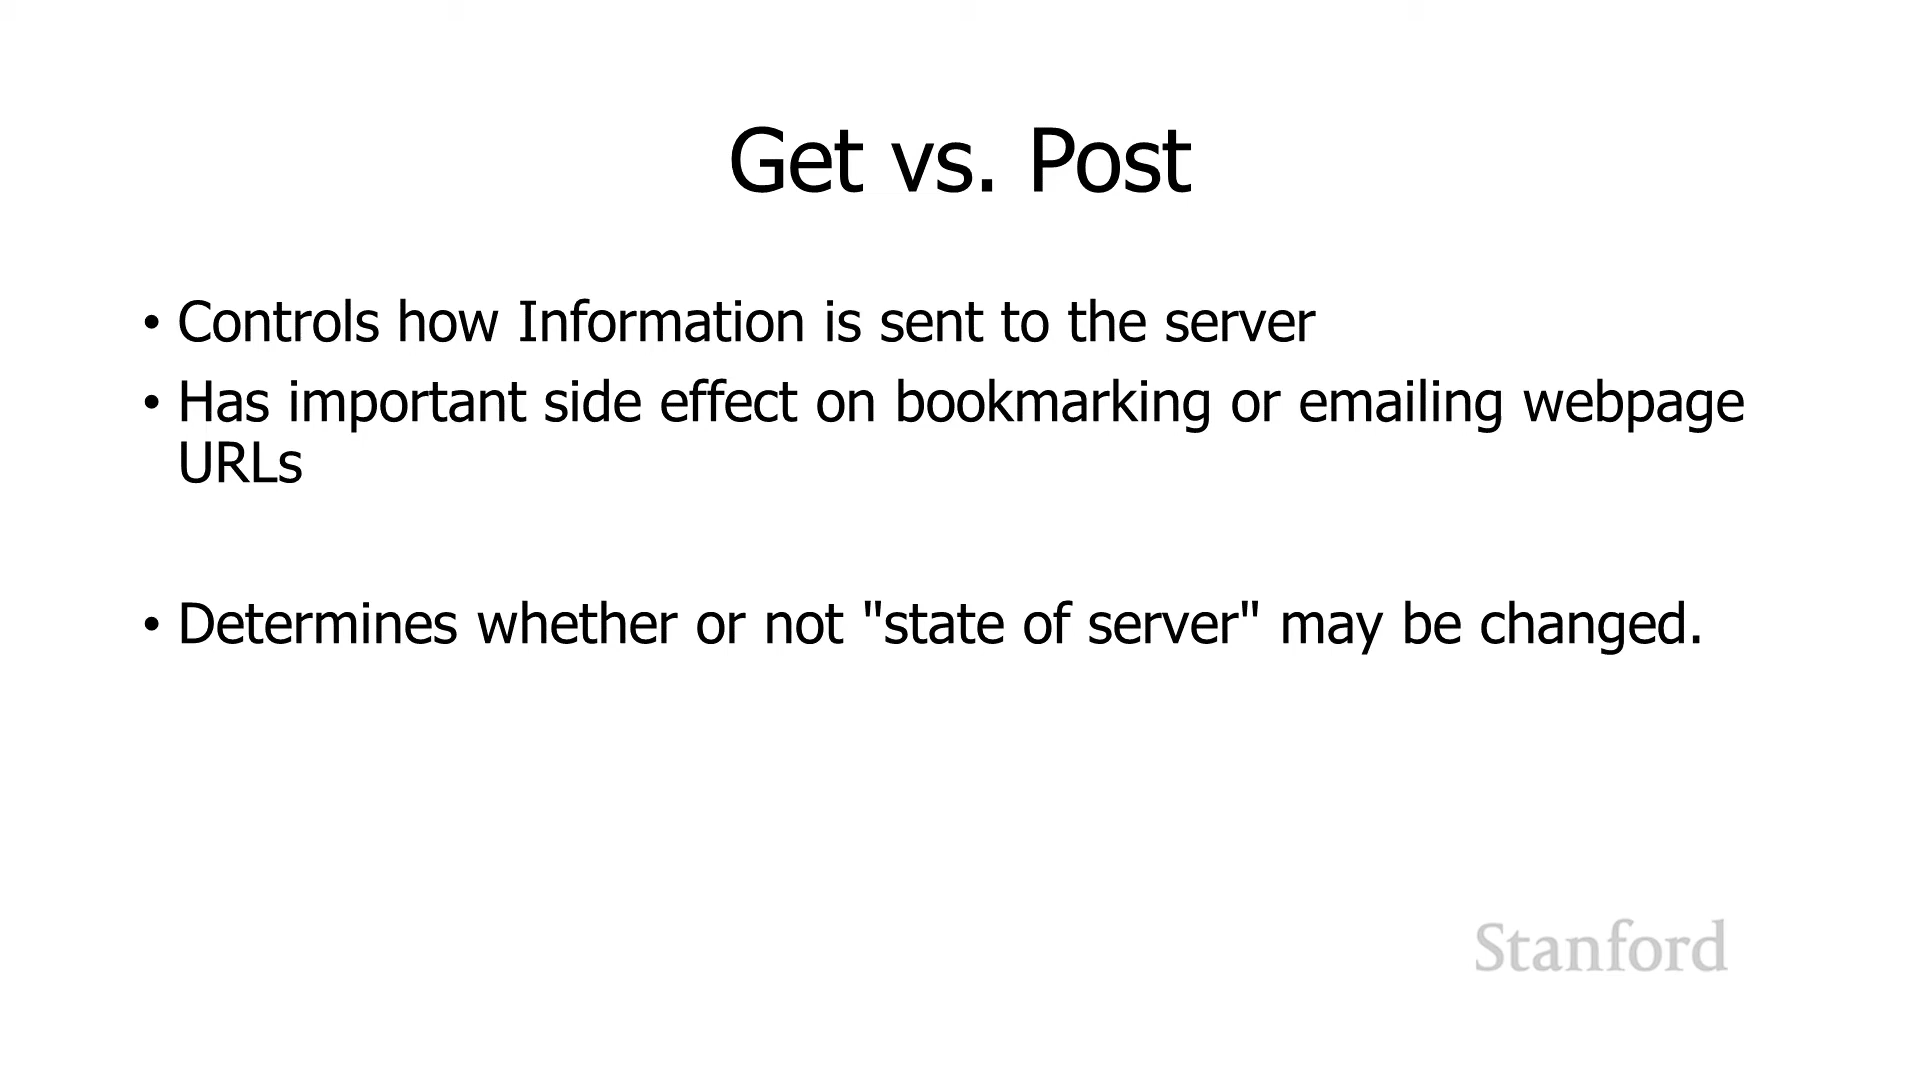 Get vs. Post
• Controls how Information is sent to the server
• Has important side effect on bookmarking or emailing webpage
URLs
• Determines whether or not "state of server" may be changed.
Stanford